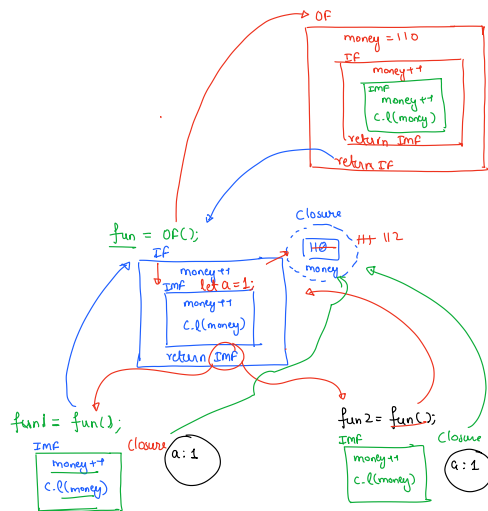 OF
money = 110
IF
money++
IMF
money++
c.l(money)
return IMF
return IF
Closure
110
111 112
money
fun = OF();
IF
money++
IMF let a=1;
money++
c.l(money)
return IMF
fun1 = fun();
IMF
money++
c.l(money)
Closure
a:1
fun2 = fun();
IMF
money++
c.l(money)
Closure
a:1